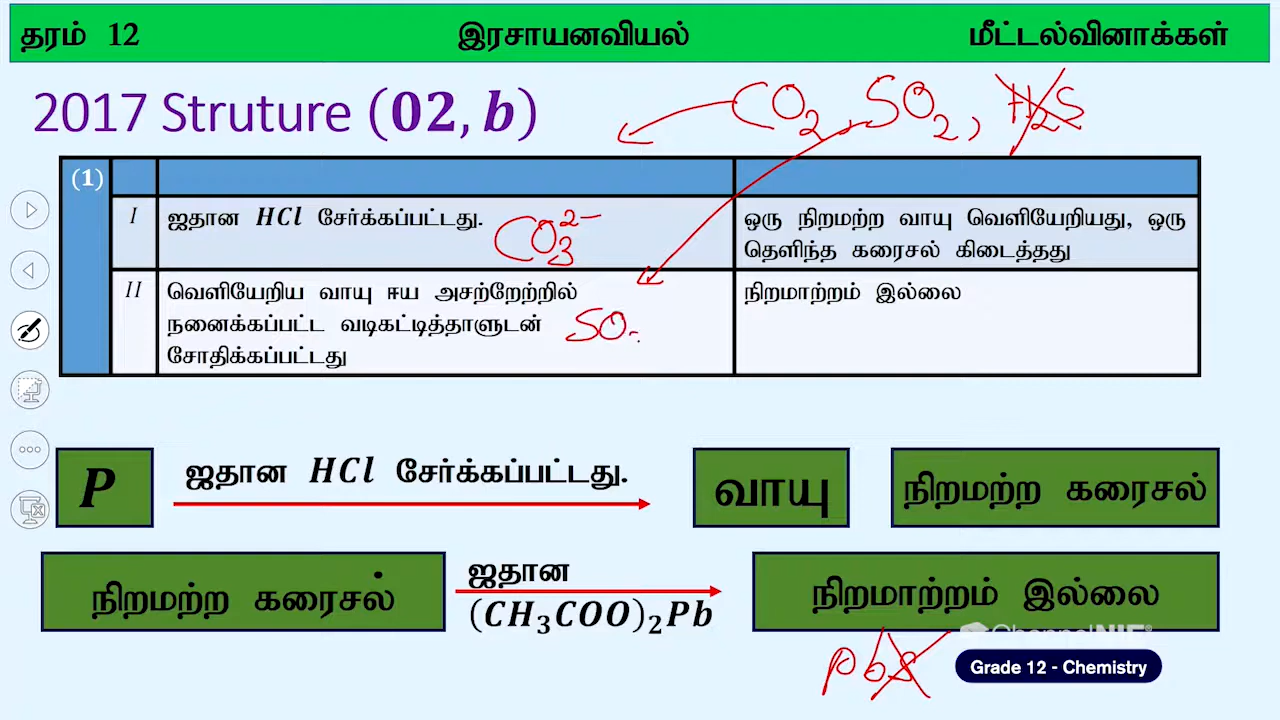 தரம் 12 இரசாயனவியல் மீட்டல்வினாக்கள்
2017 Struture (02, b)
CO2, SO2, H2S
(1)
I ஐதான HCl சேர்க்கப்பட்டது. CO3 2− ஒரு நிறமற்ற வாயு வெளியேறியது, ஒரு
தெளிந்த கரைசல் கிடைத்தது
II வெளியேறிய வாயு ஈய அசற்றேற்றில் நிறமாற்றம் இல்லை
நனைக்கப்பட்ட வடிகட்டித்தாளுடன் SO
சோதிக்கப்பட்டது
P ஐதான HCl சேர்க்கப்பட்டது. வாயு நிறமற்ற கரைசல்
நிறமற்ற கரைசல் ஐதான (CH3COO)2Pb நிறமாற்றம் இல்லை
ChannelNIE
PbS
Grade 12 - Chemistry